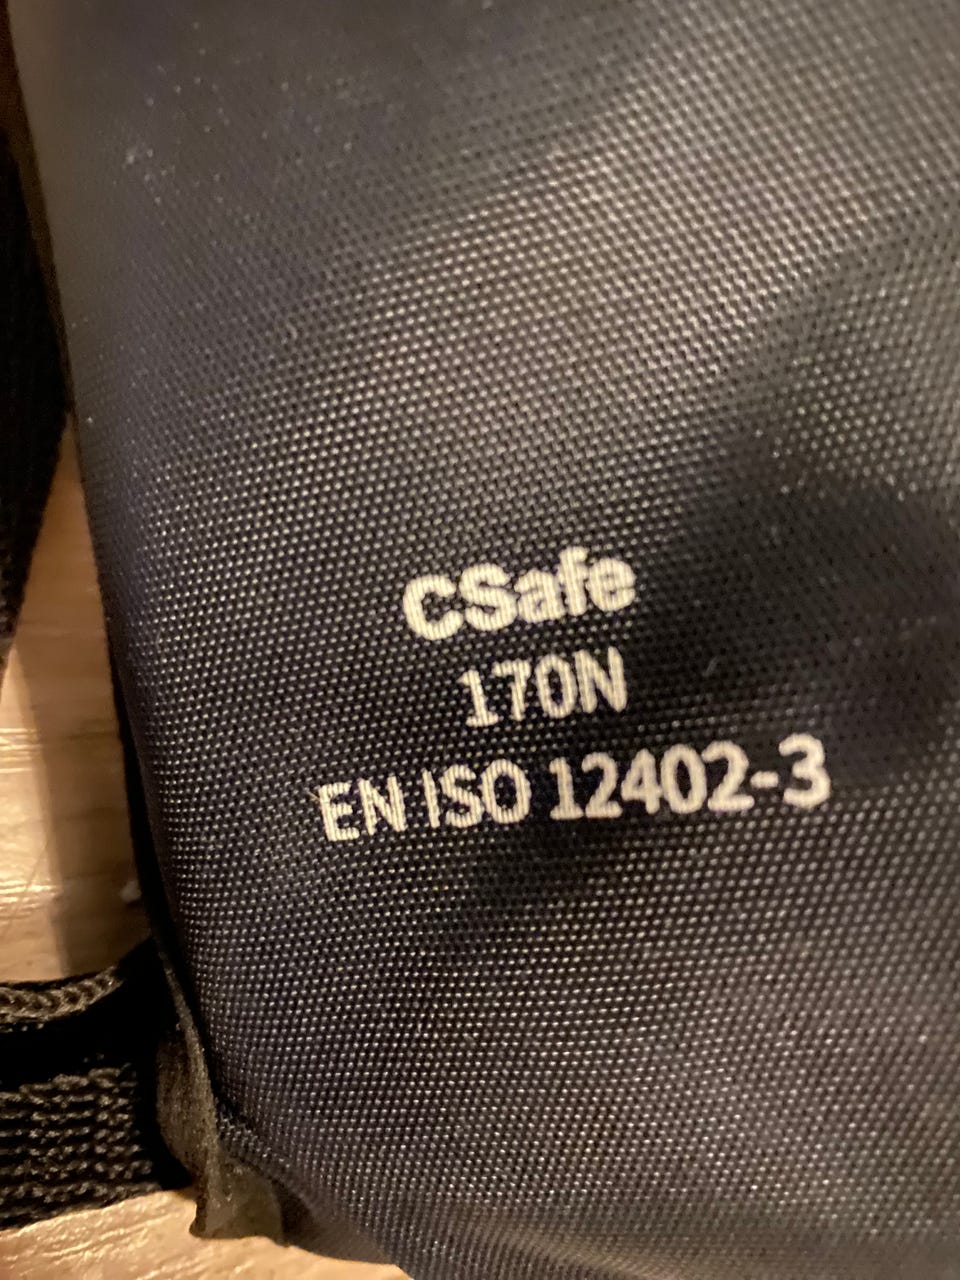 CSafe
170N
EN ISO 12402-3